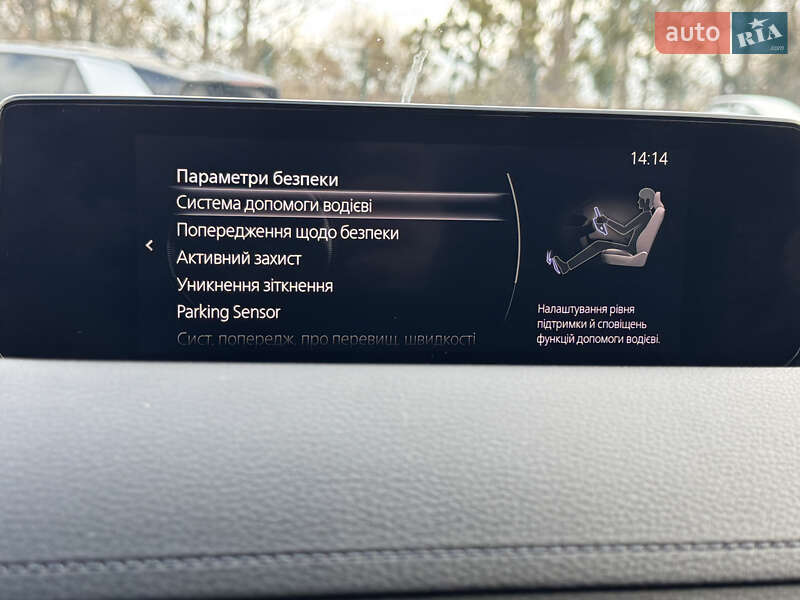 auto RIA .com
14:14
Параметри безпеки
Система допомоги водієві
Попередження щодо безпеки
Активний захист
Уникнення зіткнення
Parking Sensor
Сист. попередж. про перевищ. швидкості
Налаштування рівня
підтримки й сповіщень
функцій допомоги водієві.